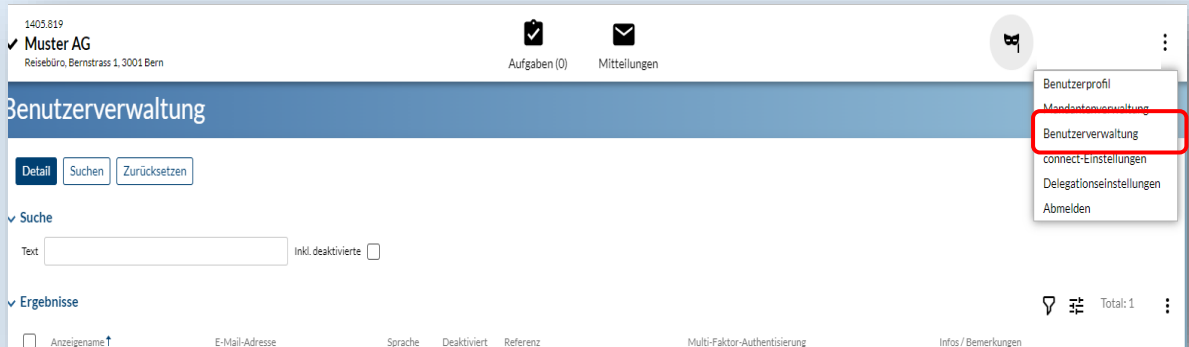 1405.819
Muster AG
Reisebüro, Bernstrass 1, 3001 Bern
Aufgaben (0)
Mitteilungen
Benutzerprofil
Mandantenverwaltung
Benutzerverwaltung
connect-Einstellungen
Delegationseinstellungen
Abmelden
Benutzerverwaltung
Detail
Suchen
Zurücksetzen
Suche
Text
Inkl. deaktivierte
Ergebnisse
Total: 1
Anzeigename E-Mail-Adresse Sprache Deaktiviert Referenz Multi-Faktor-Authentisierung Infos / Bemerkungen